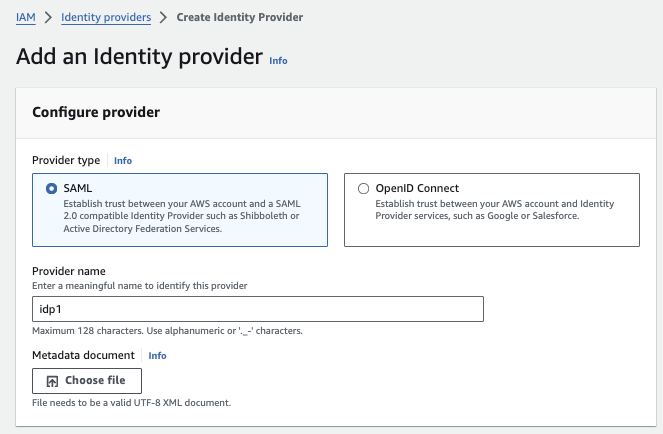 IAM > Identity providers > Create Identity Provider
Add an Identity provider Info
Configure provider
Provider type Info
SAML
Establish trust between your AWS account and a SAML
2.0 compatible Identity Provider such as Shibboleth or
Active Directory Federation Services.
OpenID Connect
Establish trust between your AWS account and Identity
Provider services, such as Google or Salesforce.
Provider name
Enter a meaningful name to identify this provider
idp1
Maximum 128 characters. Use alphanumeric or '._-' characters.
Metadata document Info
Choose file
File needs to be a valid UTF-8 XML document.